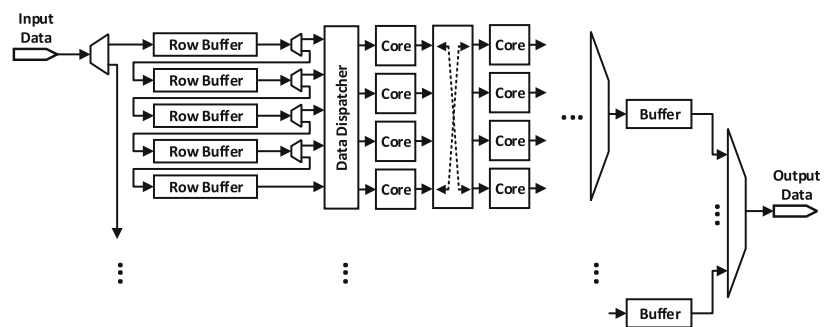 Input
Data
Row Buffer
Row Buffer
Row Buffer
Row Buffer
Row Buffer
Data Dispatcher
Core
Core
Core
Core
Core
Core
Core
Core
Buffer
Buffer
Output
Data